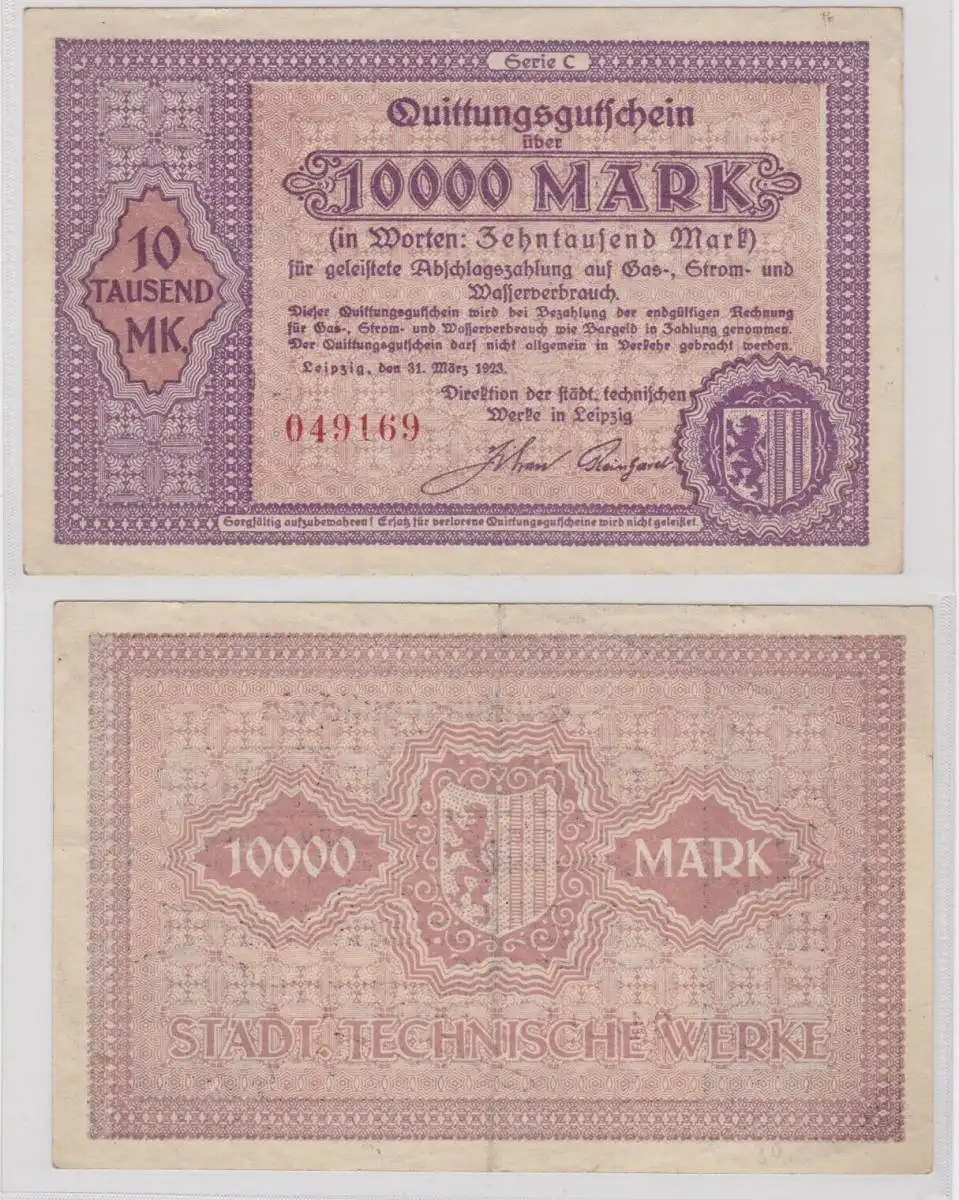 Serie C
Quittungsgutschein
über
10000 MARK
(in Worten: Zehntausend Mark)
für geleistete Abschlagszahlung auf Gas-, Strom- und
Wasserverbrauch.
Dieser Quittungsgutschein wird bei Bezahlung der endgültigen Rechnung
für Gas-, Strom- und Wasserverbrauch wie Bargeld in Zahlung genommen.
Der Quittungsgutschein darf nicht allgemein in Verkehr gebracht werden.
Leipzig, den 31. März 1923.
Direktion der städt. technischen
Werke in Leipzig
10
TAUSEND
MK.
049169
Sorgfältig aufzubewahren! Ersatz für verlorene Quittungsgutscheine wird nicht geleistet.
10000 MARK
STÄDT. TECHNISCHE WERKE